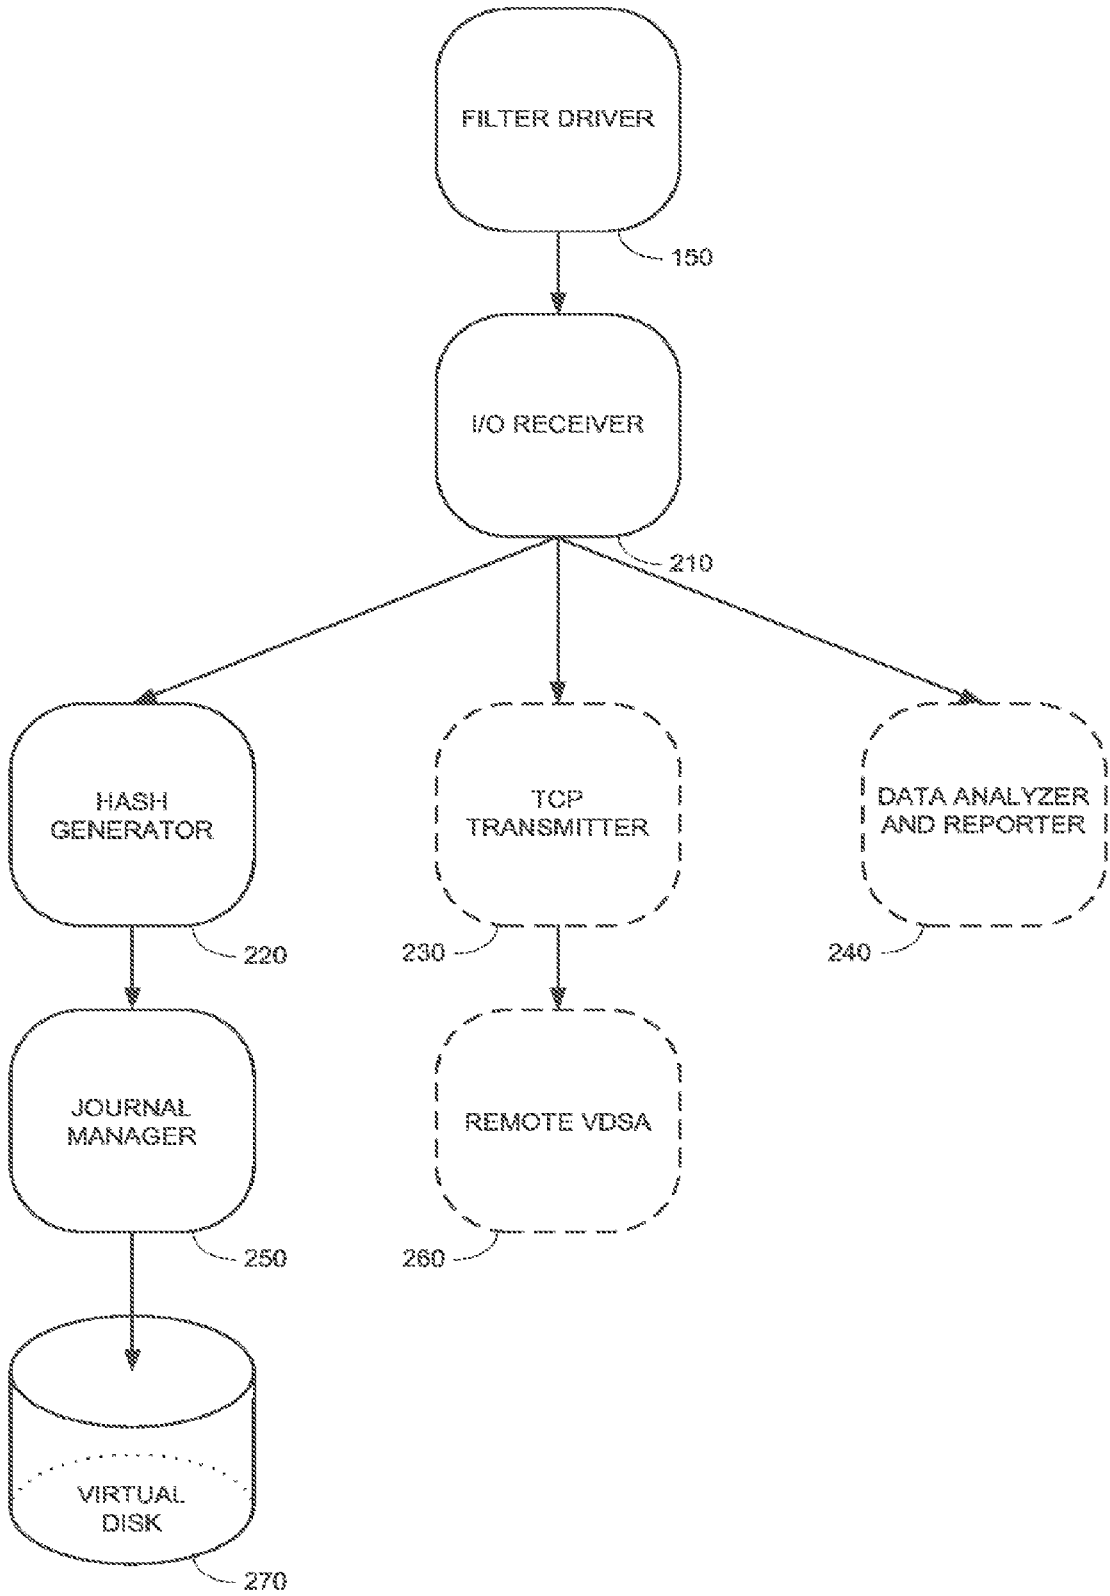 FILTER DRIVER
150
I/O RECEIVER
210
HASH
GENERATOR
220
TCP
TRANSMITTER
230
DATA ANALYZER
AND REPORTER
240
JOURNAL
MANAGER
250
REMOTE VDSA
260
VIRTUAL
DISK
270